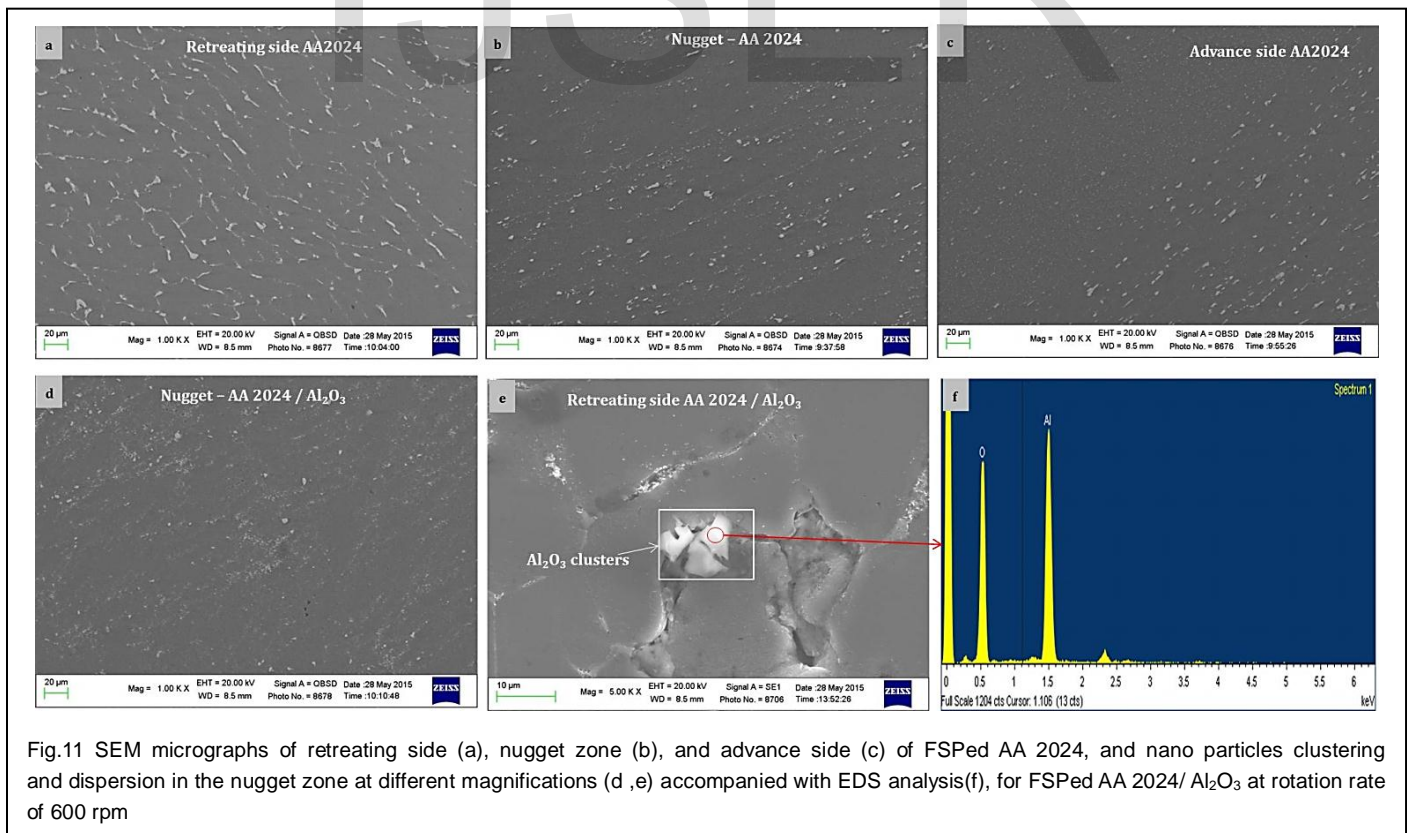 IJSER
a
Retreating side AA2024
20 µm
Mag = 1.00 K X
EHT = 20.00 kV
WD = 8.5 mm
Signal A = QBSD
Photo No. = 8677
Date :28 May 2015
Time :10:04:00
ZEISS
b
Nugget – AA 2024
20 µm
Mag = 1.00 K X
EHT = 20.00 kV
WD = 8.5 mm
Signal A = QBSD
Photo No. = 8674
Date :28 May 2015
Time :9:37:58
ZEISS
c
Advance side AA2024
20 µm
Mag = 1.00 K X
EHT = 20.00 kV
WD = 8.5 mm
Signal A = QBSD
Photo No. = 8676
Date :28 May 2015
Time :9:55:26
ZEISS
d
Nugget – AA 2024 / Al₂O₃
20 µm
Mag = 1.00 K X
EHT = 20.00 kV
WD = 8.5 mm
Signal A = QBSD
Photo No. = 8678
Date :28 May 2015
Time :10:10:48
ZEISS
e
Retreating side AA 2024 / Al₂O₃
Al₂O₃ clusters
10 µm
Mag = 5.00 K X
EHT = 20.00 kV
WD = 8.5 mm
Signal A = SE1
Photo No. = 8706
Date :28 May 2015
Time :13:52:26
ZEISS
f
Spectrum 1
O
Al
0 0.5 1 1.5 2 2.5 3 3.5 4 4.5 5 5.5 6
Full Scale 1204 cts Cursor: 1.106 (13 cts)
keV
Fig.11 SEM micrographs of retreating side (a), nugget zone (b), and advance side (c) of FSPed AA 2024, and nano particles clustering
and dispersion in the nugget zone at different magnifications (d ,e) accompanied with EDS analysis(f), for FSPed AA 2024/ Al₂O₃ at rotation rate
of 600 rpm